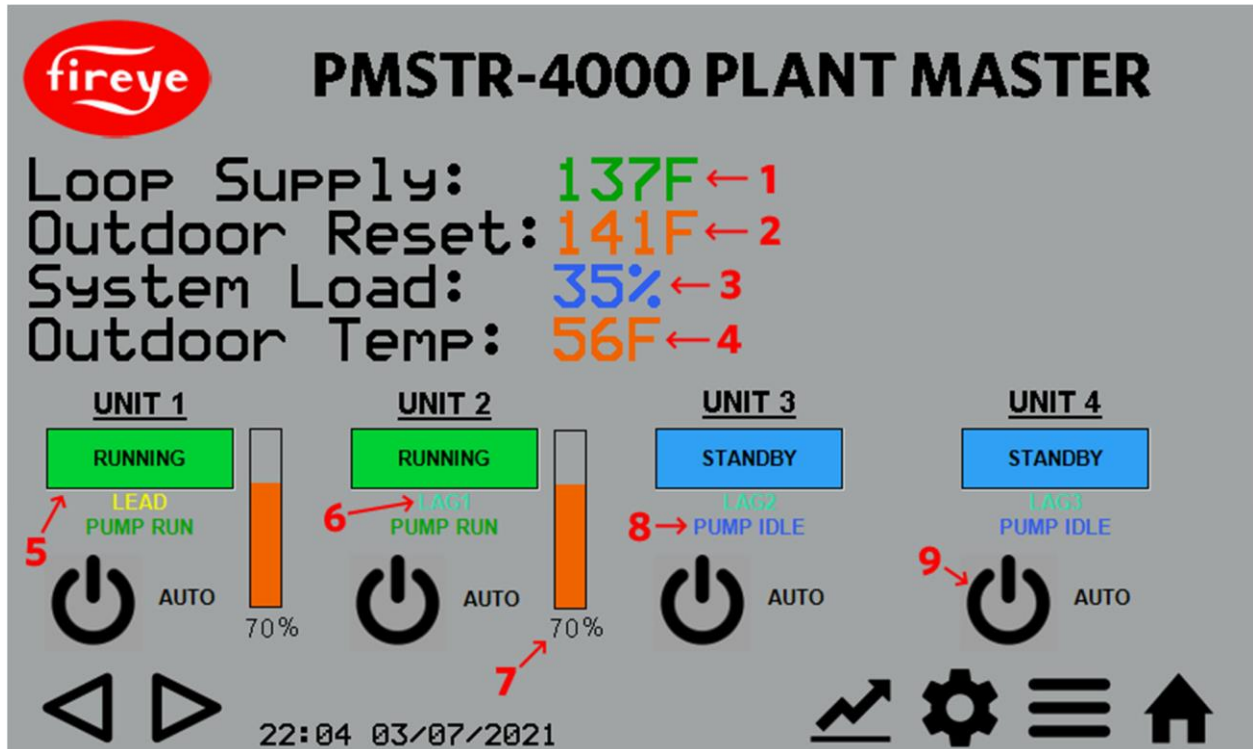 fireye
PMSTR-4000 PLANT MASTER
Loop Supply: 137F ← 1
Outdoor Reset: 141F ← 2
System Load: 35% ← 3
Outdoor Temp: 56F ← 4
UNIT 1 UNIT 2 UNIT 3 UNIT 4
RUNNING RUNNING STANDBY STANDBY
LEAD 6 LAG1 LAG2 LAG3
5 PUMP RUN PUMP RUN 8 PUMP IDLE PUMP IDLE
9
AUTO AUTO AUTO AUTO
70% 70%
7
22:04 03/07/2021